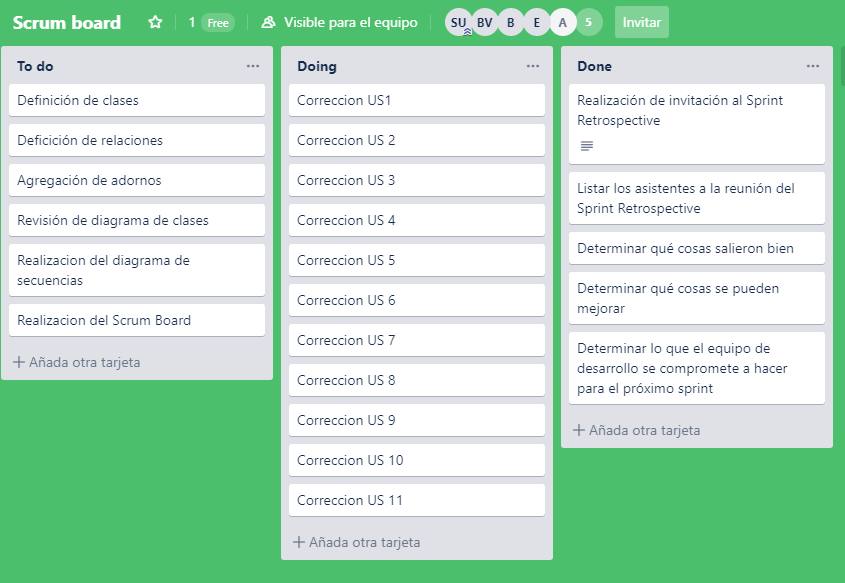 Scrum board
1 Free
Visible para el equipo
SU BV B E A 5
Invitar
To do
Definición de clases
Deficición de relaciones
Agregación de adornos
Revisión de diagrama de clases
Realizacion del diagrama de
secuencias
Realizacion del Scrum Board
Añada otra tarjeta
Doing
Correccion US1
Correccion US 2
Correccion US 3
Correccion US 4
Correccion US 5
Correccion US 6
Correccion US 7
Correccion US 8
Correccion US 9
Correccion US 10
Correccion US 11
Añada otra tarjeta
Done
Realización de invitación al Sprint
Retrospective
Listar los asistentes a la reunión del
Sprint Retrospective
Determinar qué cosas salieron bien
Determinar qué cosas se pueden
mejorar
Determinar lo que el equipo de
desarrollo se compromete a hacer
para el próximo sprint
Añada otra tarjeta